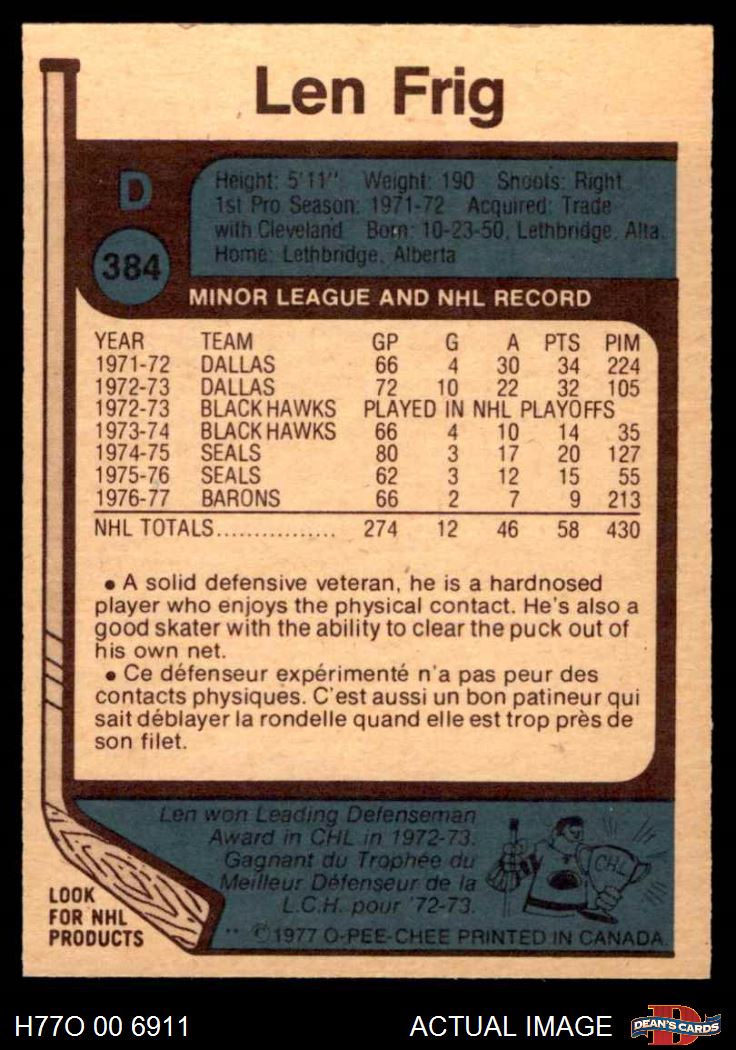 Len Frig
D
384
Height: 5'11" Weight: 190 Shoots: Right
1st Pro Season: 1971-72 Acquired: Trade
with Cleveland Born: 10-23-50, Lethbridge, Alta.
Home: Lethbridge, Alberta
MINOR LEAGUE AND NHL RECORD
YEAR TEAM GP G A PTS PIM
1971-72 DALLAS 66 4 30 34 224
1972-73 DALLAS 72 10 22 32 105
1972-73 BLACK HAWKS PLAYED IN NHL PLAYOFFS
1973-74 BLACK HAWKS 66 4 10 14 35
1974-75 SEALS 80 3 17 20 127
1975-76 SEALS 62 3 12 15 55
1976-77 BARONS 66 2 7 9 213
NHL TOTALS................ 274 12 46 58 430
• A solid defensive veteran, he is a hardnosed
player who enjoys the physical contact. He's also a
good skater with the ability to clear the puck out of
his own net.
• Ce défenseur expérimenté n'a pas peur des
contacts physiques. C'est aussi un bon patineur qui
sait déblayer la rondelle quand elle est trop près de
son filet.
Len won Leading Defenseman
Award in CHL in 1972-73.
Gagnant du Trophée du
Meilleur Défenseur de la
L.C.H. pour '72-73.
CHL
LOOK
FOR NHL
PRODUCTS
** © 1977 O-PEE-CHEE PRINTED IN CANADA.
H77O 00 6911
ACTUAL IMAGE
D
DEAN'S CARDS